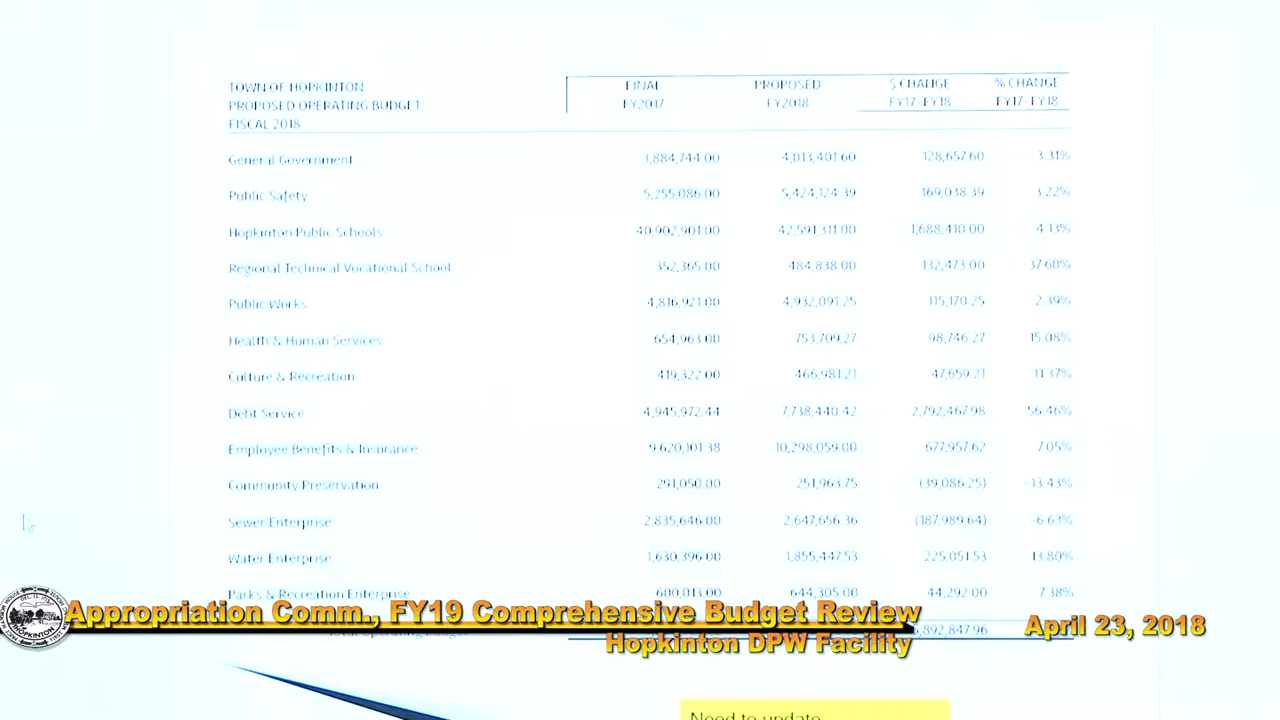 TOWN OF HOPKINTON FINAL PROPOSED $ CHANGE % CHANGE
PROPOSED OPERATING BUDGET FY2017 FY2018 FY17-FY18 FY17-FY18
FISCAL 2018
General Government 3,884,744.00 4,013,401.60 128,657.60 3.31%
Public Safety 5,255,086.00 5,424,124.39 169,038.39 3.22%
Hopkinton Public Schools 40,902,901.00 42,591,311.00 1,688,410.00 4.13%
Regional Technical Vocational School 352,365.00 484,838.00 132,473.00 37.60%
Public Works 4,816,921.00 4,932,091.25 115,170.25 2.39%
Health & Human Services 654,963.00 753,709.27 98,746.27 15.08%
Culture & Recreation 419,322.00 466,981.21 47,659.21 11.37%
Debt Service 4,945,972.44 7,738,440.42 2,792,467.98 56.46%
Employee Benefits & Insurance 9,620,101.38 10,298,059.00 677,957.62 7.05%
Community Preservation 291,050.00 251,963.75 (39,086.25) -13.43%
Sewer Enterprise 2,835,646.00 2,647,656.36 (187,989.64) -6.63%
Water Enterprise 1,630,396.00 1,855,447.53 225,051.53 13.80%
Parks & Recreation Enterprise 600,013.00 644,305.00 44,292.00 7.38%
Appropriation Comm., FY19 Comprehensive Budget Review
Total Operating Budget 5,892,847.96
April 23, 2018
Hopkinton DPW Facility
HOPKINTON
Need to update